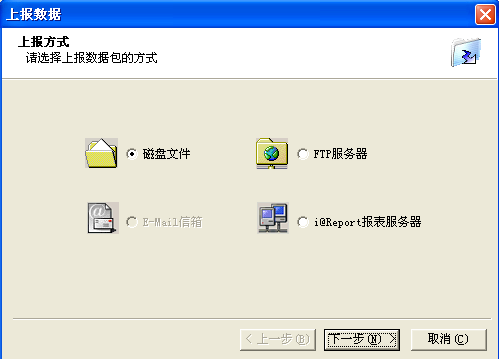 上报数据
上报方式
请选择上报数据包的方式
磁盘文件
FTP服务器
E-Mail信箱
i@Report报表服务器
< 上一步(B)
下一步(N) >
取消(C)